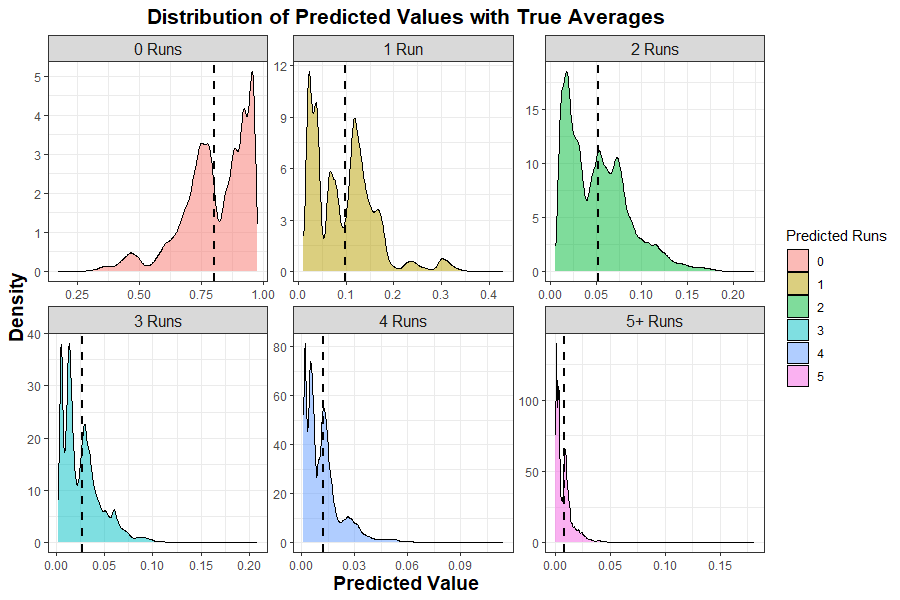 Distribution of Predicted Values with True Averages
0 Runs
1 Run
2 Runs
5
4
3
2
1
0
0.25 0.50 0.75 1.00
12
9
6
3
0
0.0 0.1 0.2 0.3 0.4
15
10
5
0
0.00 0.05 0.10 0.15 0.20
3 Runs
4 Runs
5+ Runs
40
30
20
10
0
0.00 0.05 0.10 0.15 0.20
80
60
40
20
0
0.00 0.03 0.06 0.09
100
50
0
0.00 0.05 0.10 0.15
Density
Predicted Value
Predicted Runs
0
1
2
3
4
5